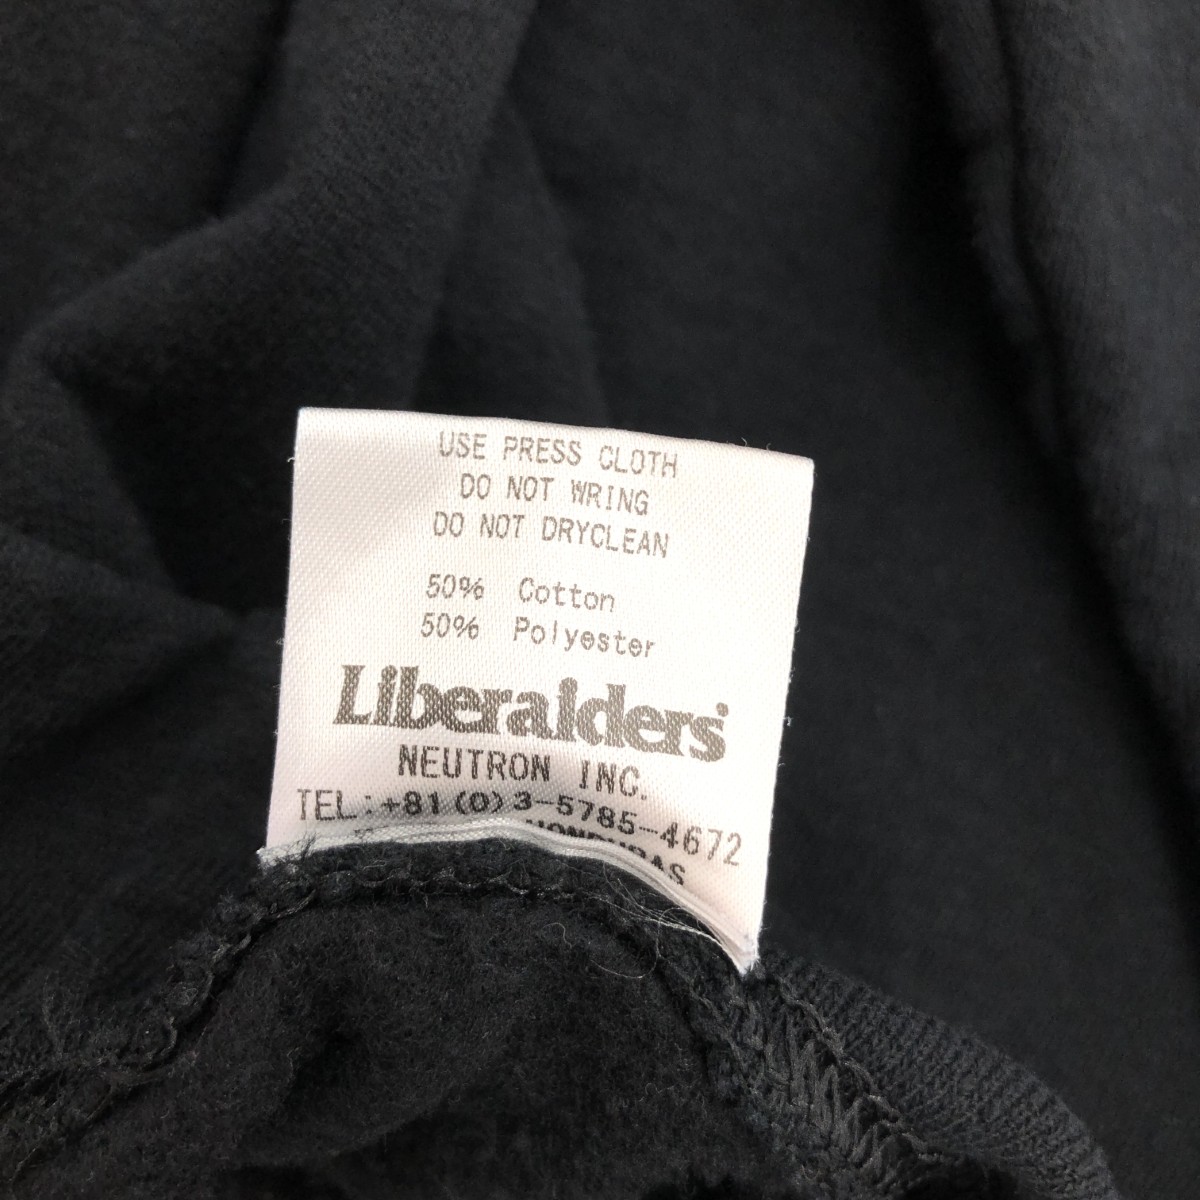 USE PRESS CLOTH
DO NOT WRING
DO NOT DRYCLEAN
50% Cotton
50% Polyester
Liberaiders
NEUTRON INC.
TEL:+81(0)3-5785-4672
HONDURAS